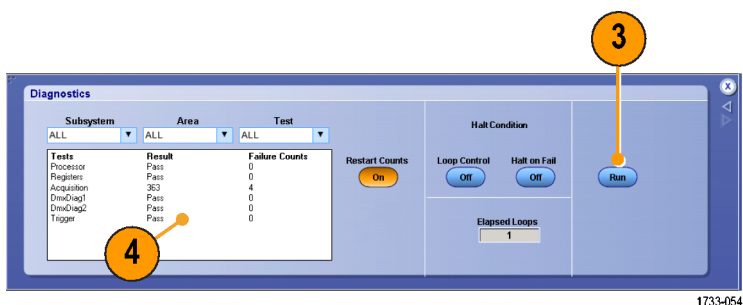 3
Diagnostics
X
Subsystem Area Test
ALL ALL ALL
Halt Condition
Tests Result Failure Counts
Processor Pass 0
Registers Pass 0
Acquisition 363 4
DmxDiag1 Pass 0
DmxDiag2 Pass 0
Trigger Pass 0
Restart Counts
On
Loop Control Halt on Fail
Off Off
Run
Elapsed Loops
1
4
1733-054